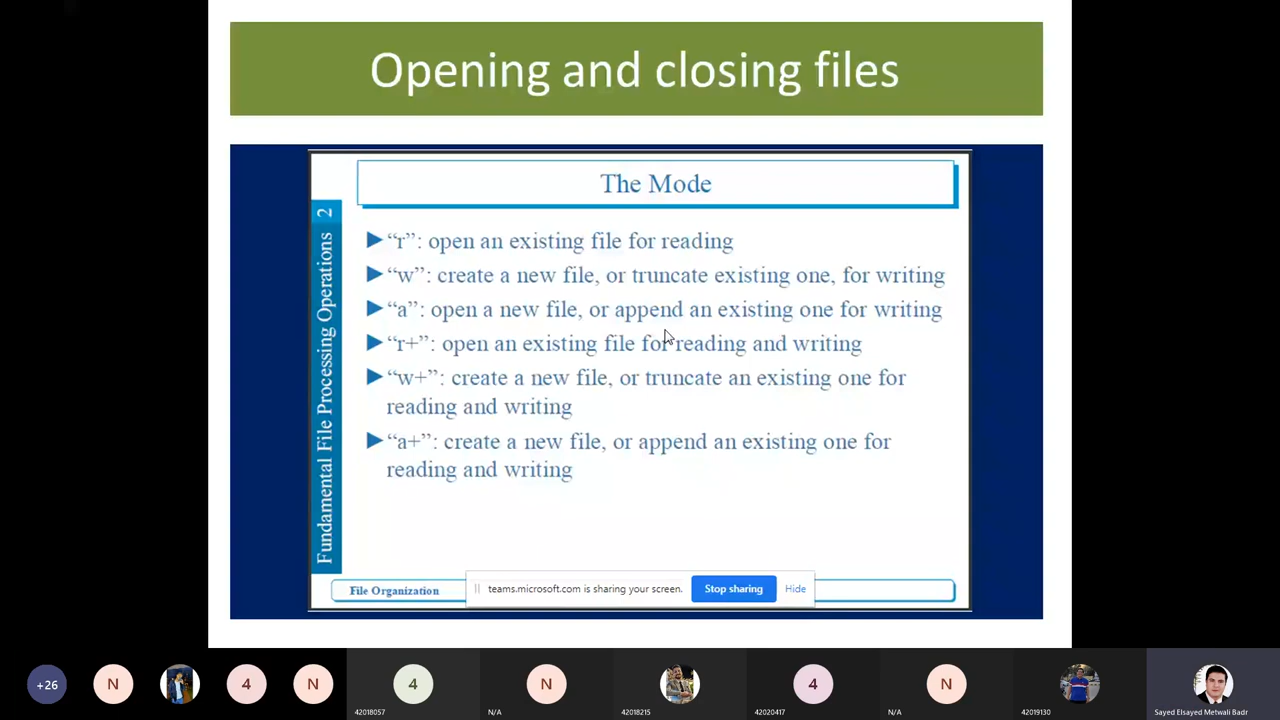 Opening and closing files
The Mode
Fundamental File Processing Operations 2
“r”: open an existing file for reading
“w”: create a new file, or truncate existing one, for writing
“a”: open a new file, or append an existing one for writing
“r+”: open an existing file for reading and writing
“w+”: create a new file, or truncate an existing one for
reading and writing
“a+”: create a new file, or append an existing one for
reading and writing
File Organization
teams.microsoft.com is sharing your screen.
Stop sharing
Hide
+26
N
4
N
4
N
4
N
42018057
N/A
42018215
42020417
N/A
42019130
Sayed Elsayed Metwali Badr